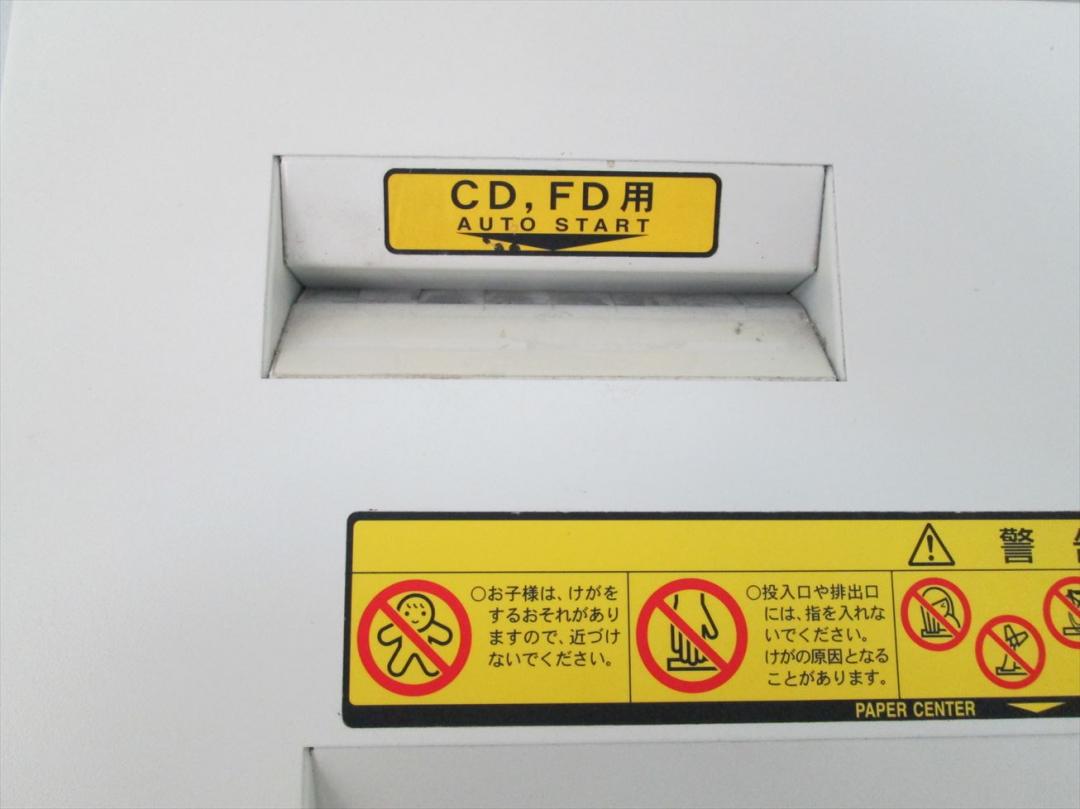 CD, FD用
AUTO START
警
○お子様は、けがを
するおそれがあり
ますので、近づけ
ないでください。
○投入口や排出口
には、指を入れな
いでください。
けがの原因となる
ことがあります。
PAPER CENTER